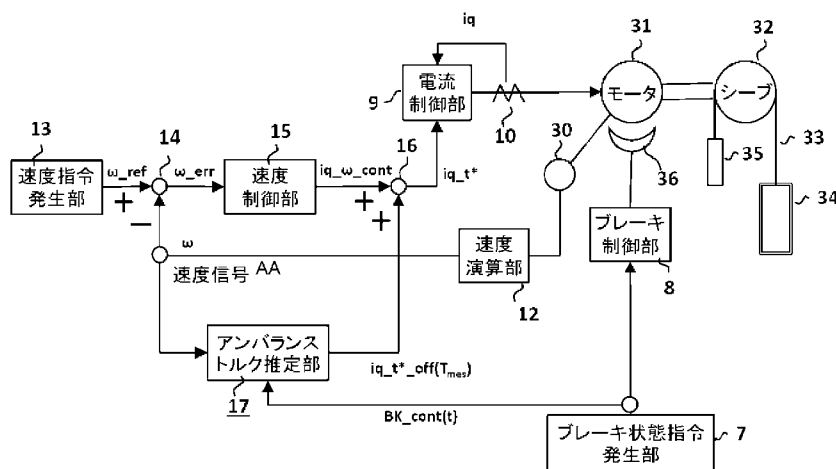 iq
31
32
電流
制御部
9
10
モータ
シーブ
30
33
13
速度指令
発生部
ω_ref
14
ω_err
15
速度
制御部
iq_ω_cont
16
iq_t*
36
35
34
+
−
+
+
ω
速度信号 AA
速度
演算部
12
ブレーキ
制御部
8
アンバランス
トルク推定部
17
iq_t*_off(Tmes)
BK_cont(t)
ブレーキ状態指令
発生部
7